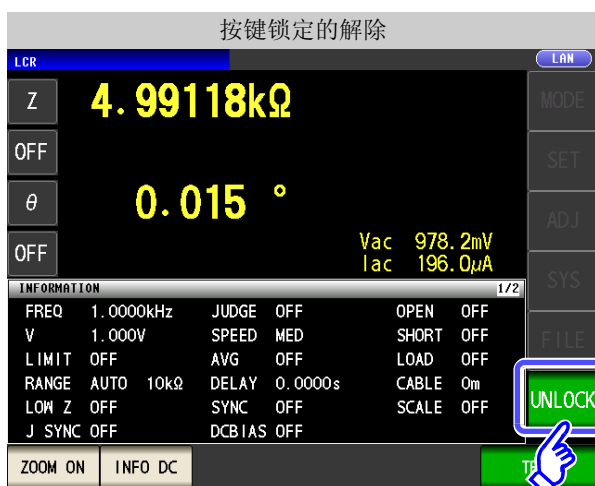 按键锁定的解除
LCR LAN
Z 4.99118kΩ MODE
OFF SET
θ 0.015 ° ADJ
OFF Vac 978.2mV
Iac 196.0μA SYS
INFORMATION 1/2
FREQ 1.0000kHz JUDGE OFF OPEN OFF
V 1.000V SPEED MED SHORT OFF FILE
LIMIT OFF AVG OFF LOAD OFF
RANGE AUTO 10kΩ DELAY 0.0000s CABLE 0m
LOW Z OFF SYNC OFF SCALE OFF UNLOCK
J SYNC OFF DCBIAS OFF
ZOOM ON INFO DC